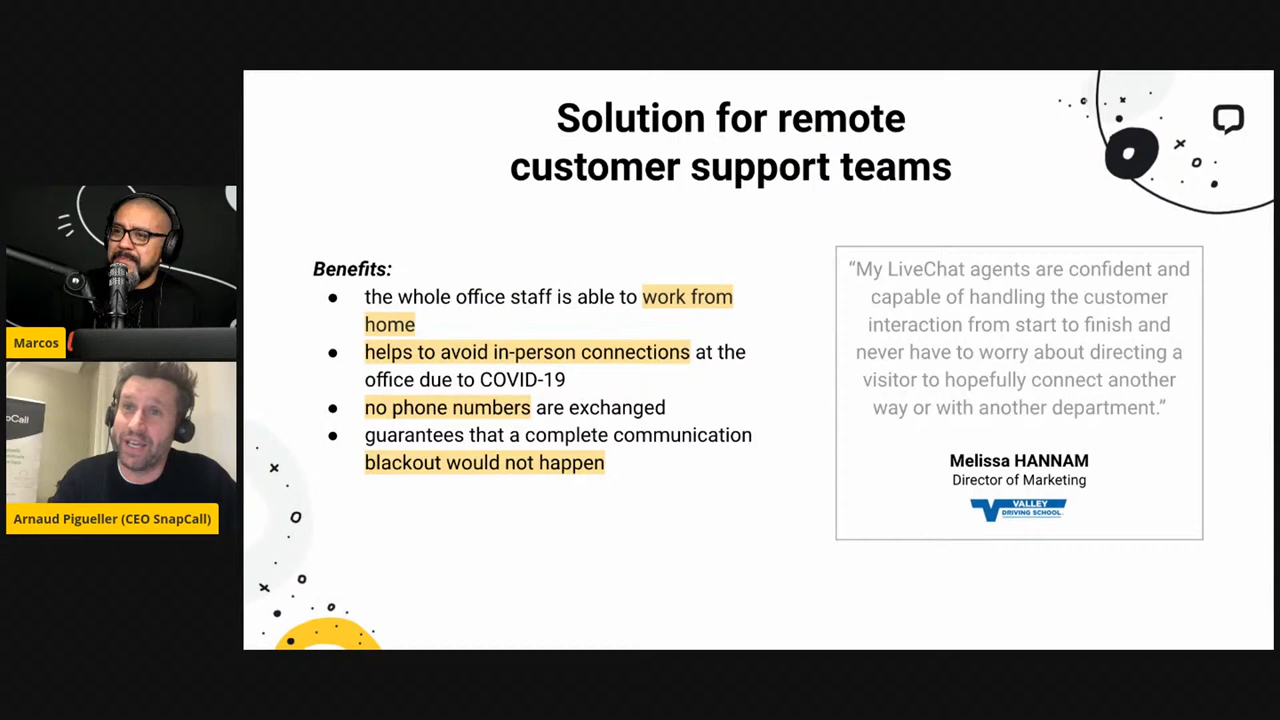 Solution for remote
customer support teams
Benefits:
● the whole office staff is able to work from
home
● helps to avoid in-person connections at the
office due to COVID-19
● no phone numbers are exchanged
● guarantees that a complete communication
blackout would not happen
“My LiveChat agents are confident and
capable of handling the customer
interaction from start to finish and
never have to worry about directing a
visitor to hopefully connect another
way or with another department.”
Melissa HANNAM
Director of Marketing
VALLEY
DRIVING SCHOOL
Marcos
Arnaud Pigueller (CEO SnapCall)